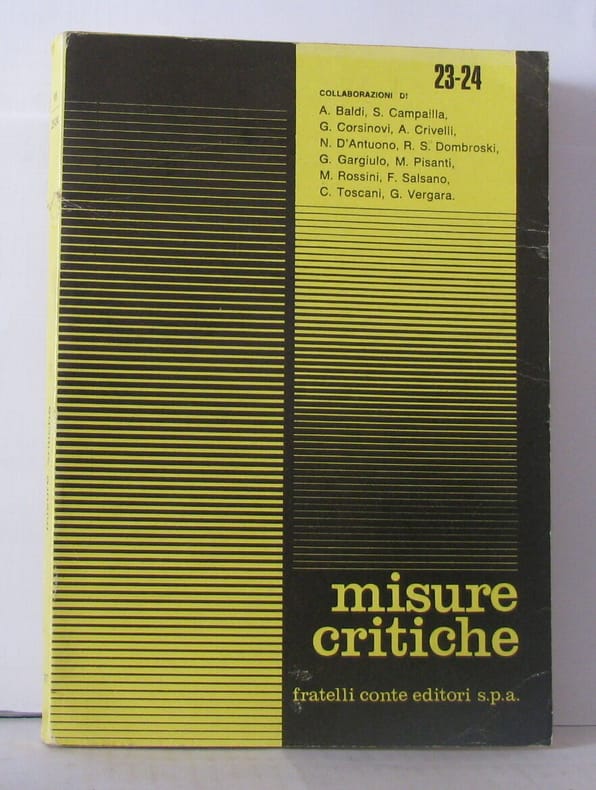 23-24
COLLABORAZIONI DI
A. Baldi, S. Campailla,
G. Corsinovi, A. Crivelli,
N. D'Antuono, R. S. Dombroski,
G. Gargiulo, M. Pisanti,
M. Rossini, F. Salsano,
C. Toscani, G. Vergara.
misure
critiche
fratelli conte editori s.p.a.